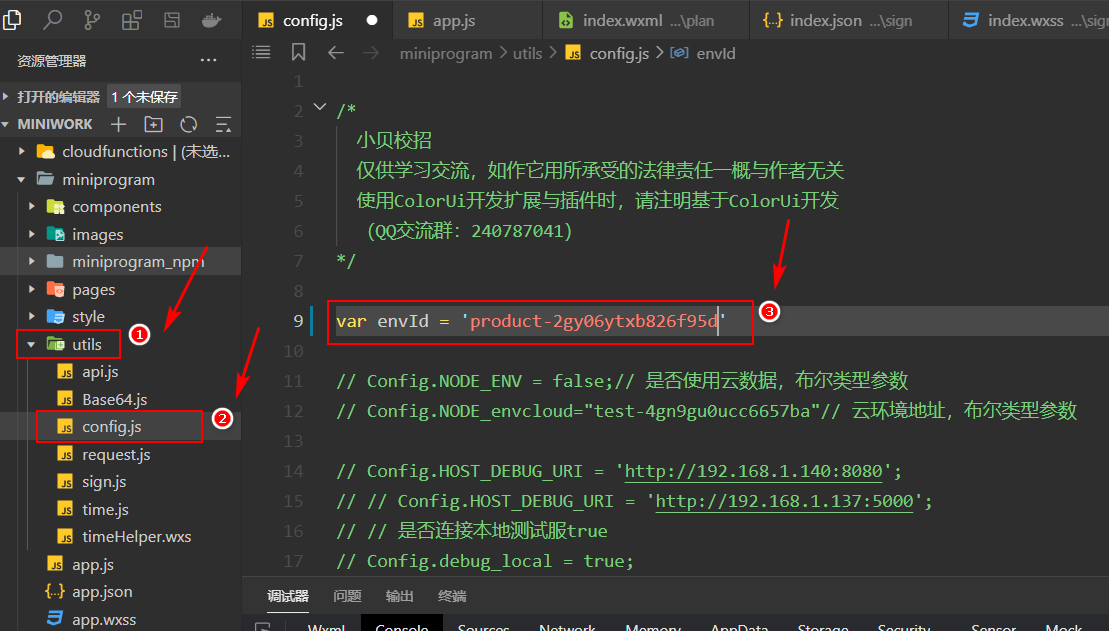 config.js
app.js
index.wxml ...\plan
index.json ...\sign
index.wxss ...\sig
资源管理器
miniprogram > utils > JS config.js > envId
打开的编辑器 1 个未保存
MINIWORK
cloudfunctions | (未选...
miniprogram
components
images
miniprogram_npm
pages
style
utils
api.js
Base64.js
config.js
request.js
sign.js
time.js
timeHelper.wxs
app.js
app.json
app.wxss
1
2
3
1
2 /*
3 小贝校招
4 仅供学习交流，如作它用所承受的法律责任一概与作者无关
5 使用ColorUi开发扩展与插件时，请注明基于ColorUi开发
6 （QQ交流群：240787041）
7 */
8
9 var envId = 'product-2gy06ytxb826f95d'
10
11 // Config.NODE_ENV = false;// 是否使用云数据，布尔类型参数
12 // Config.NODE_envcloud="test-4gn9gu0ucc6657ba"// 云环境地址，布尔类型参数
13
14 // Config.HOST_DEBUG_URI = 'http://192.168.1.140:8080';
15 // // Config.HOST_DEBUG_URI = 'http://192.168.1.137:5000';
16 // // 是否连接本地测试服true
17 // Config.debug_local = true;
调试器 问题 输出 终端
Wxml Console Sources Network Memory AppData Storage Security Sensor Mock